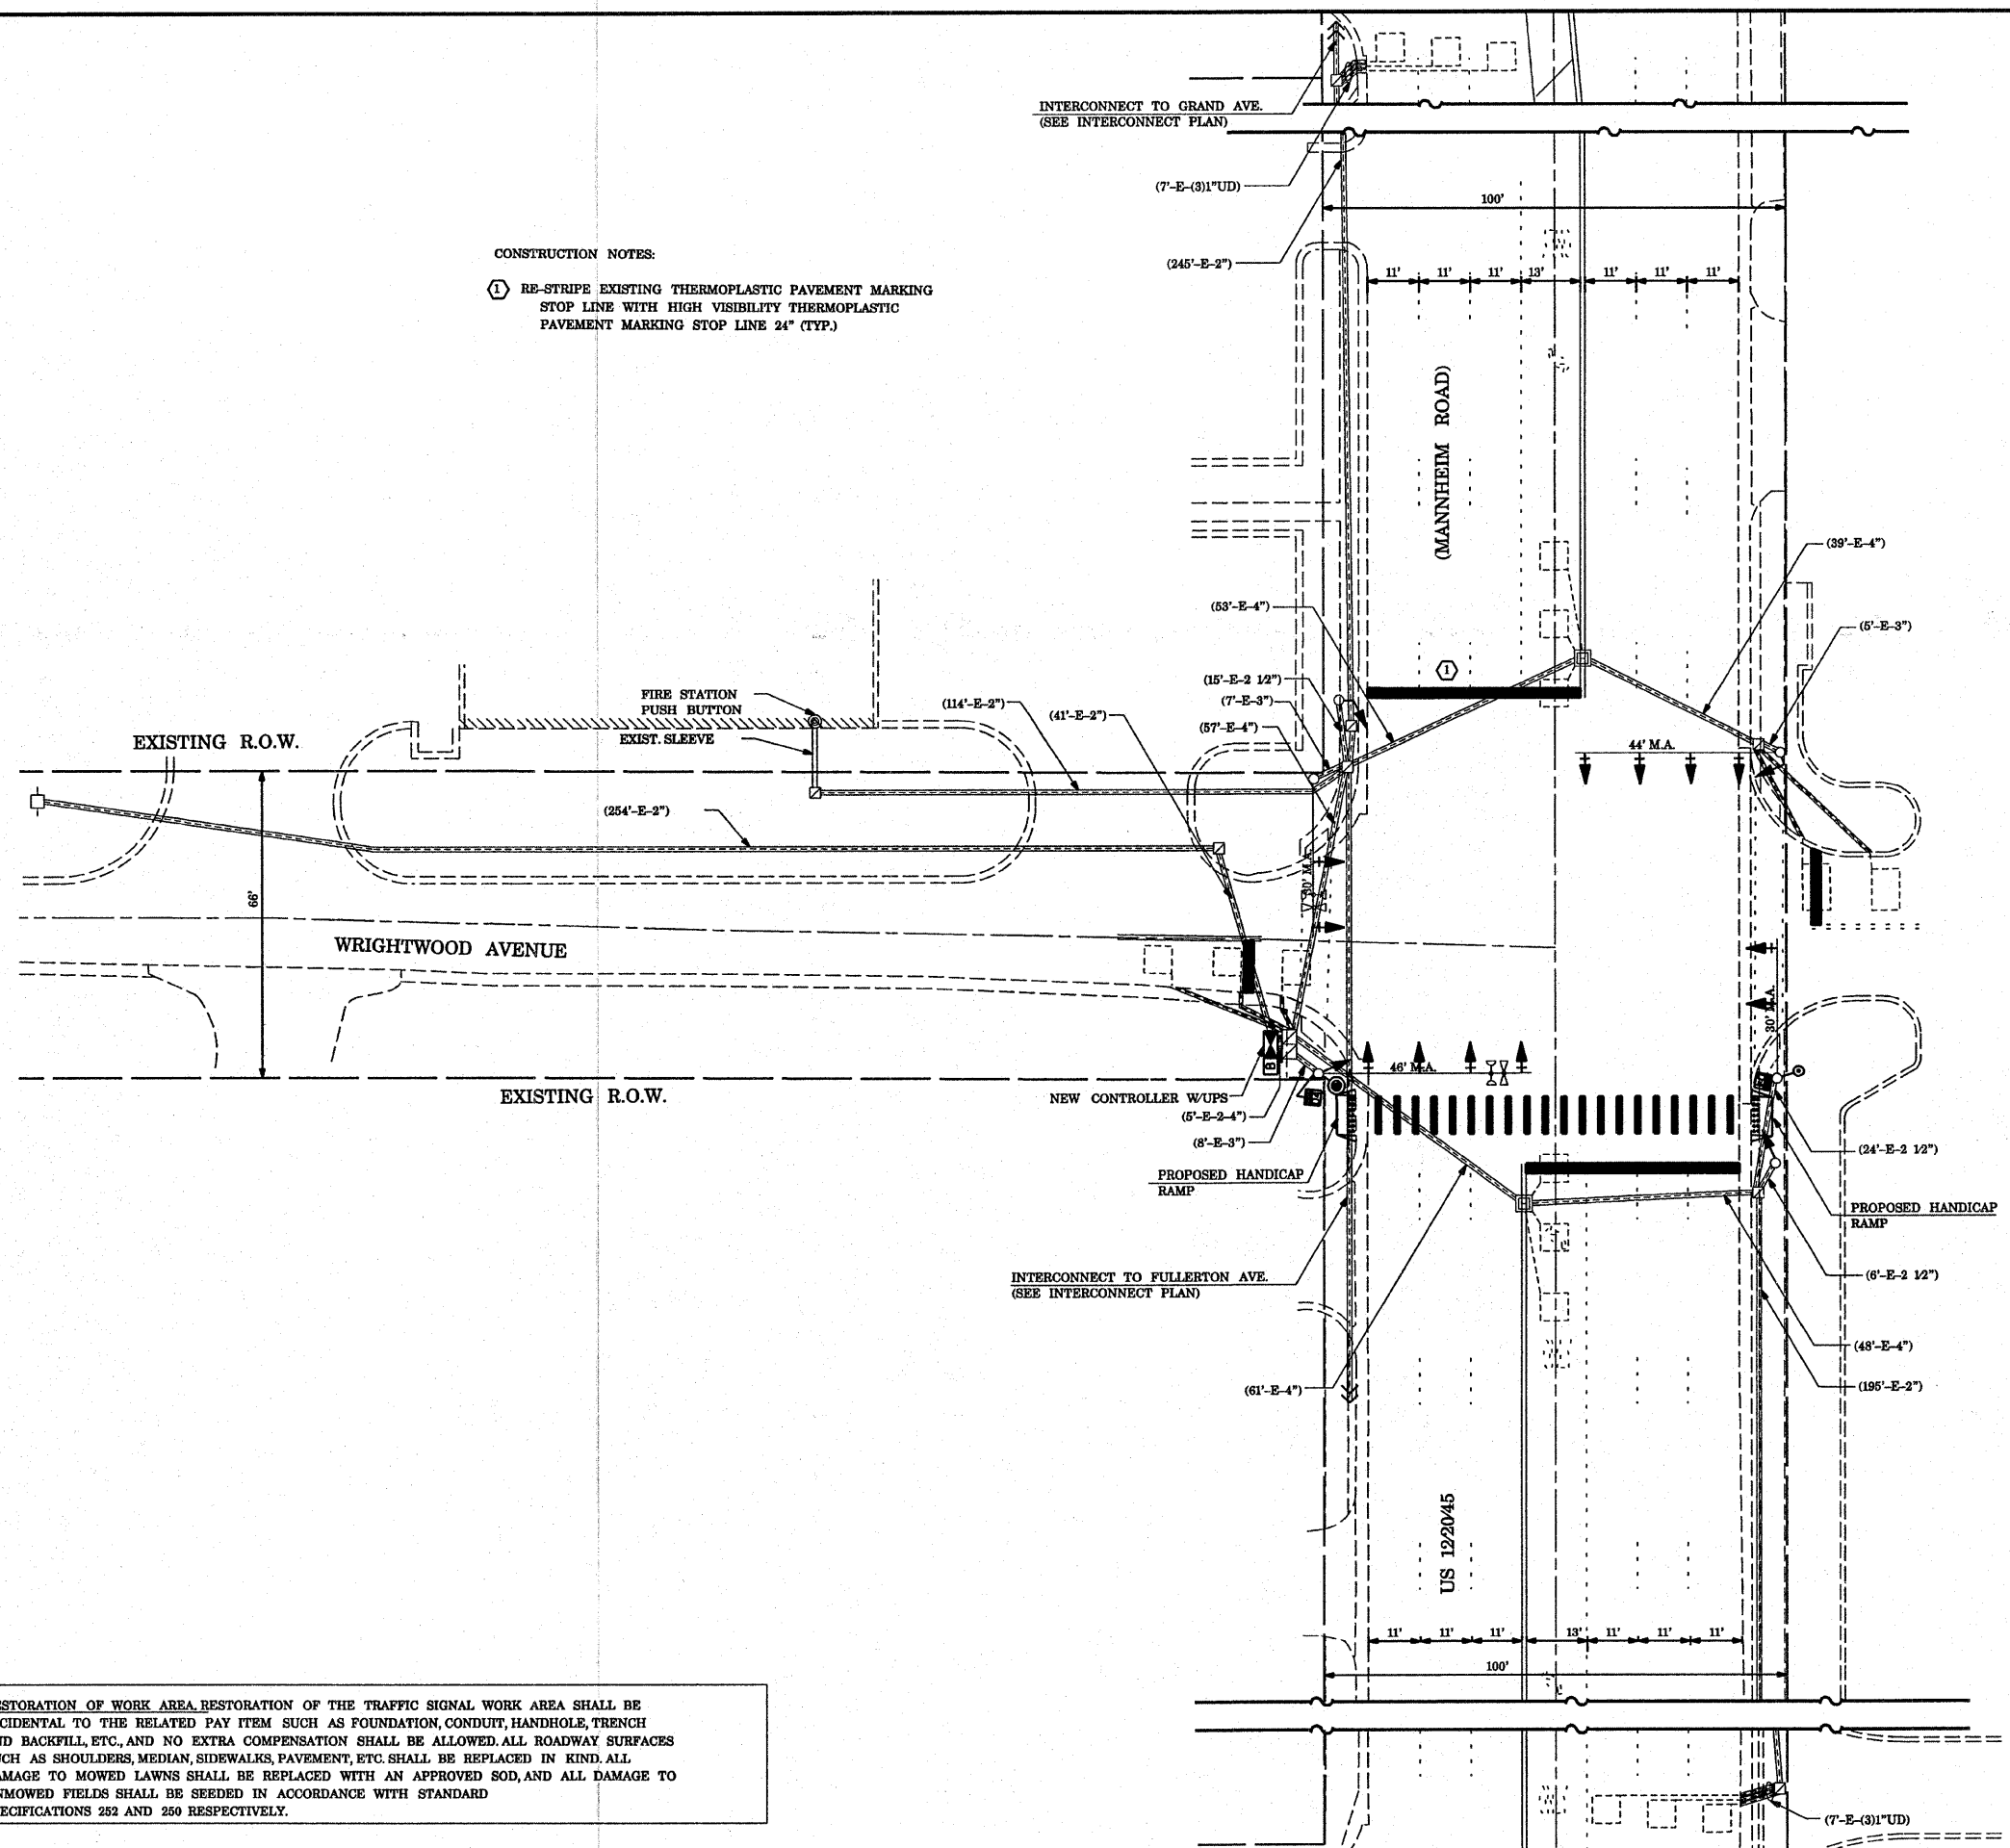 INTERCONNECT TO GRAND AVE.
(SEE INTERCONNECT PLAN)
(7'-E-(3)1"UD)
100'
CONSTRUCTION NOTES:
1 RE-STRIPE EXISTING THERMOPLASTIC PAVEMENT MARKING
STOP LINE WITH HIGH VISIBILITY THERMOPLASTIC
PAVEMENT MARKING STOP LINE 24" (TYP.)
(245'-E-2")
11' 11' 11' 13' 11' 11' 11'
(MANNHEIM ROAD)
(39'-E-4")
(53'-E-4")
(5'-E-3")
1
(15'-E-2 1/2")
(7'-E-3")
(57'-E-4")
FIRE STATION
PUSH BUTTON
EXIST. SLEEVE
(114'-E-2")
(41'-E-2")
EXISTING R.O.W.
44' M.A.
(254'-E-2")
66'
30' M.A.
WRIGHTWOOD AVENUE
30' M.A.
46' M.A.
B
EXISTING R.O.W.
NEW CONTROLLER W/UPS
(5'-E-2-4")
(8'-E-3")
PROPOSED HANDICAP
RAMP
(24'-E-2 1/2")
PROPOSED HANDICAP
RAMP
INTERCONNECT TO FULLERTON AVE.
(SEE INTERCONNECT PLAN)
(6'-E-2 1/2")
(48'-E-4")
(61'-E-4")
(195'-E-2")
US 12/20/45
11' 11' 11' 13' 11' 11' 11'
100'
STORATION OF WORK AREA. RESTORATION OF THE TRAFFIC SIGNAL WORK AREA SHALL BE
CIDENTAL TO THE RELATED PAY ITEM SUCH AS FOUNDATION, CONDUIT, HANDHOLE, TRENCH
ND BACKFILL, ETC., AND NO EXTRA COMPENSATION SHALL BE ALLOWED. ALL ROADWAY SURFACES
CH AS SHOULDERS, MEDIAN, SIDEWALKS, PAVEMENT, ETC. SHALL BE REPLACED IN KIND. ALL
MAGE TO MOWED LAWNS SHALL BE REPLACED WITH AN APPROVED SOD, AND ALL DAMAGE TO
NMOWED FIELDS SHALL BE SEEDED IN ACCORDANCE WITH STANDARD
ECIFICATIONS 252 AND 250 RESPECTIVELY.
(7'-E-(3)1"UD)